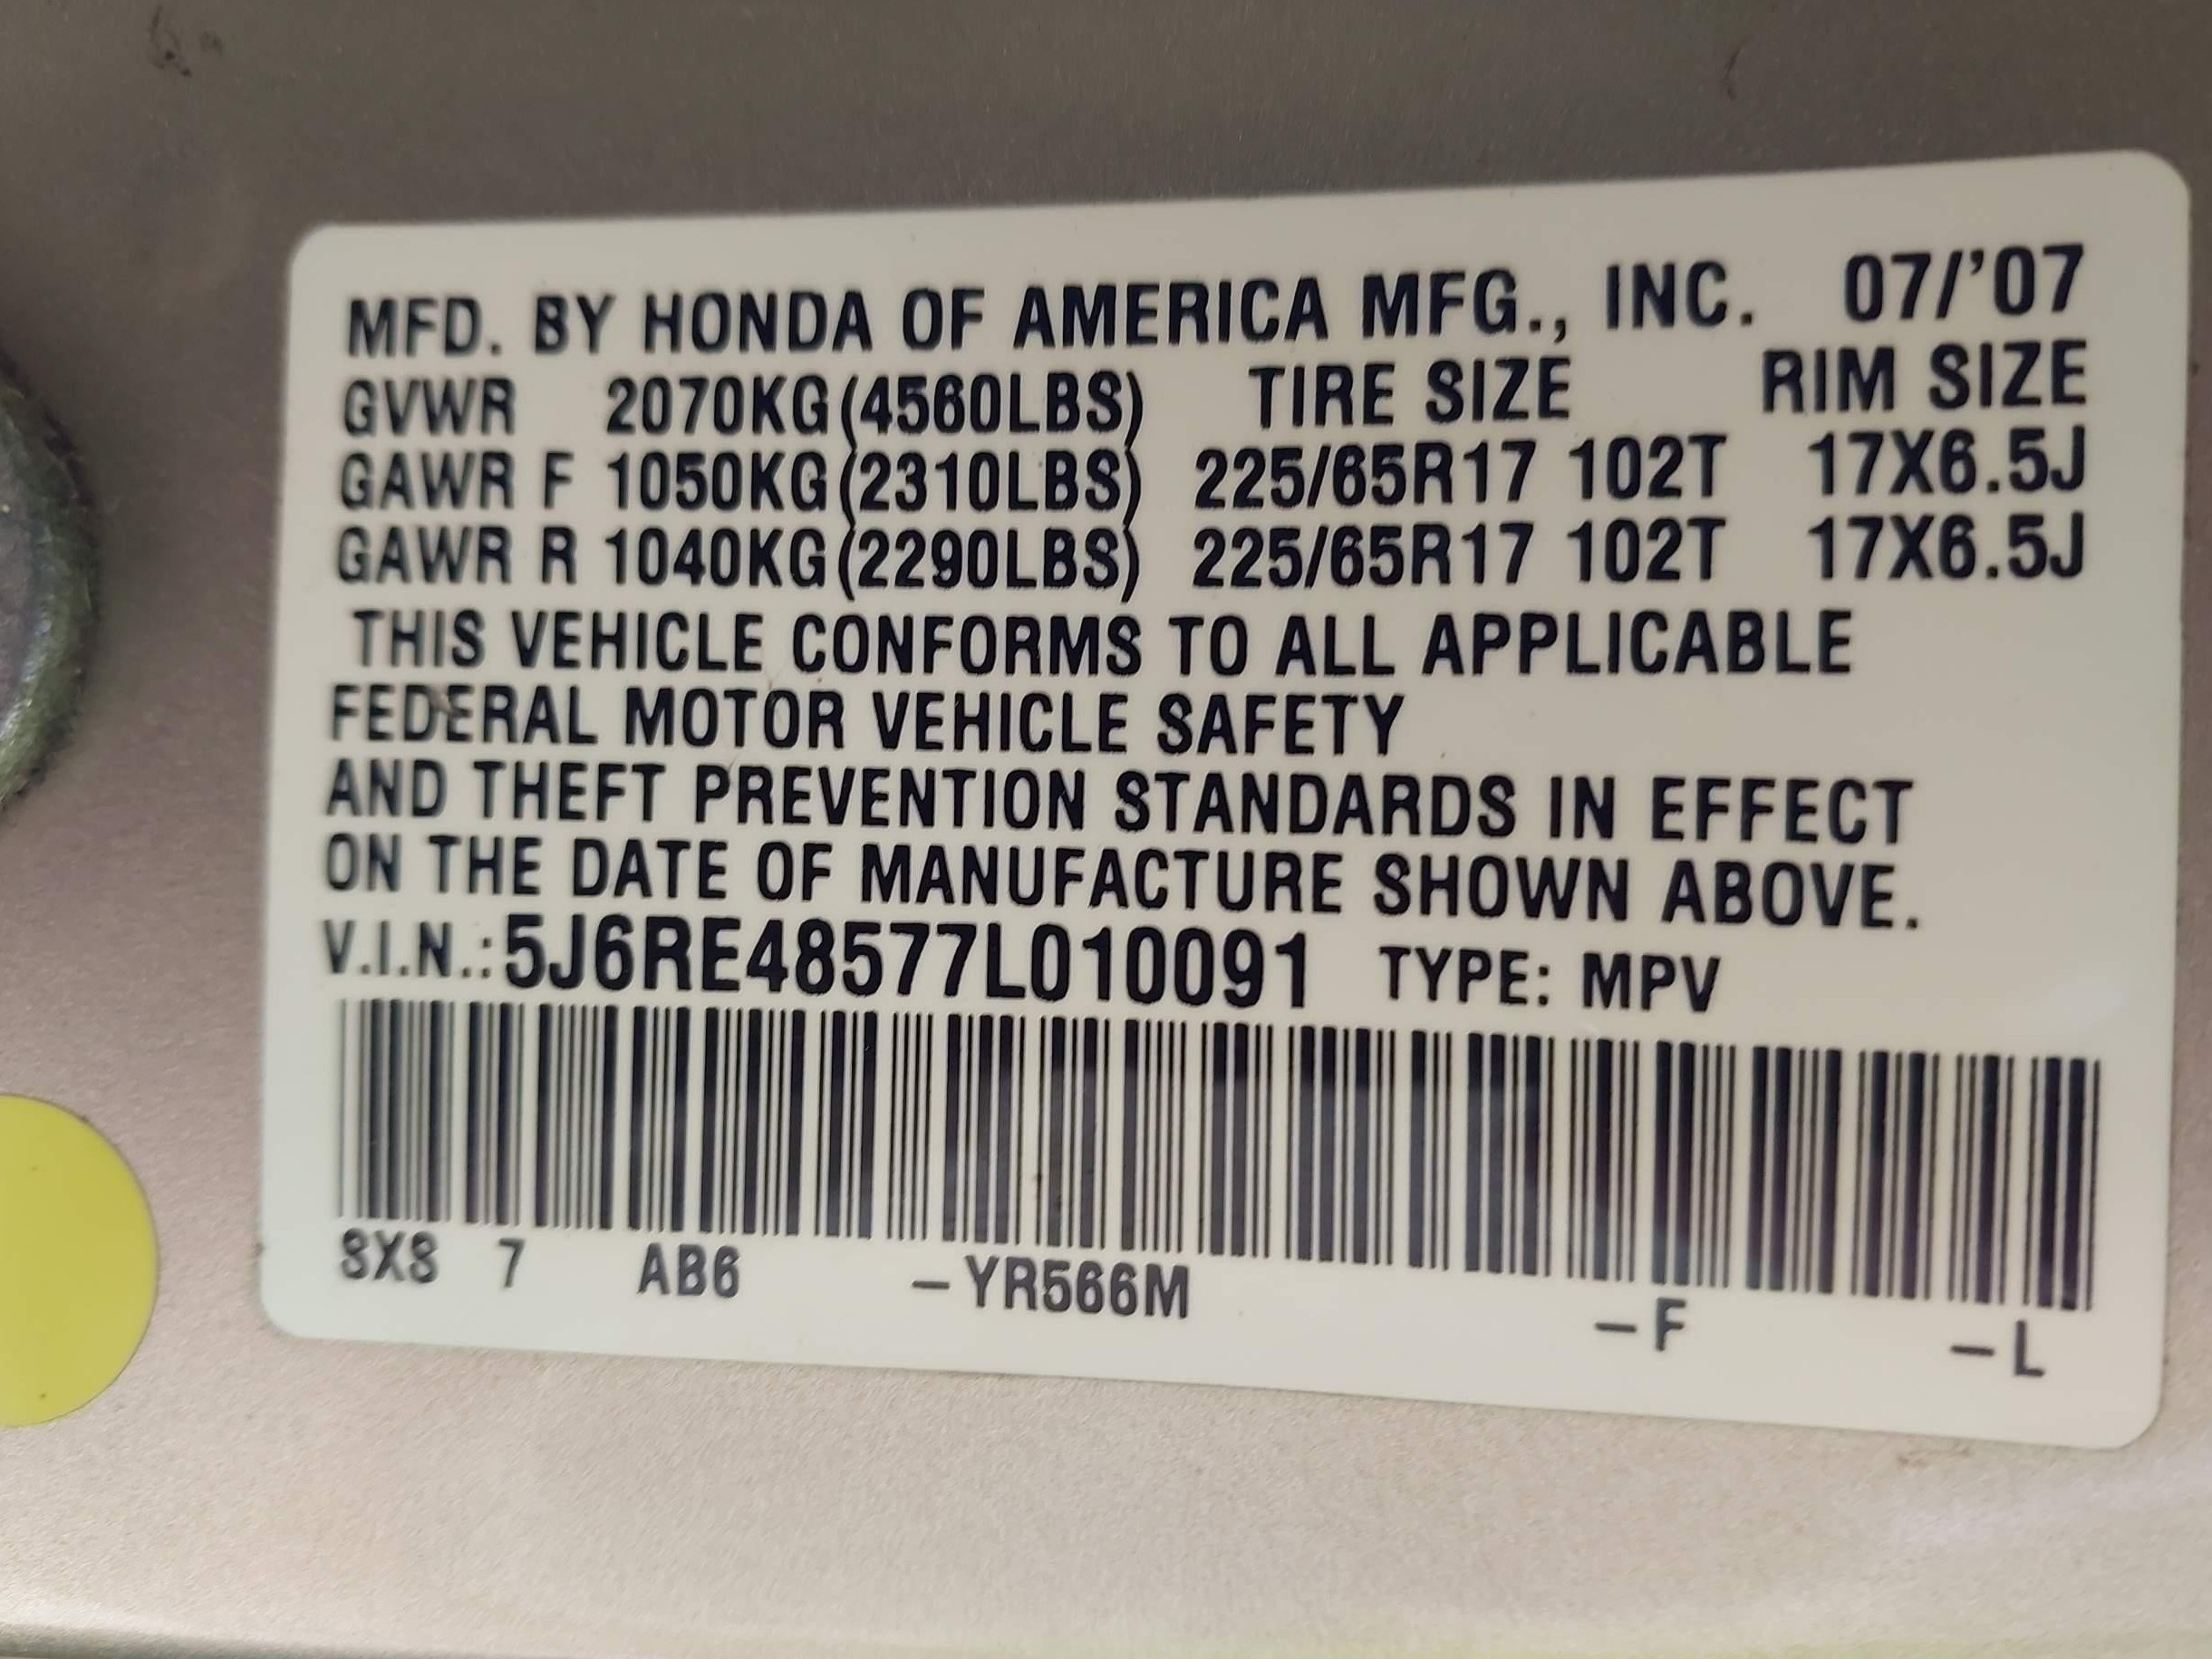 MFD. BY HONDA OF AMERICA MFG., INC. 07/'07
GVWR 2070KG(4560LBS) TIRE SIZE RIM SIZE
GAWR F 1050KG(2310LBS) 225/65R17 102T 17X6.5J
GAWR R 1040KG(2290LBS) 225/65R17 102T 17X6.5J
THIS VEHICLE CONFORMS TO ALL APPLICABLE
FEDERAL MOTOR VEHICLE SAFETY
AND THEFT PREVENTION STANDARDS IN EFFECT
ON THE DATE OF MANUFACTURE SHOWN ABOVE.
V.I.N.:5J6RE48577L010091 TYPE: MPV
SXS 7 AB6 –YR566M –F –L